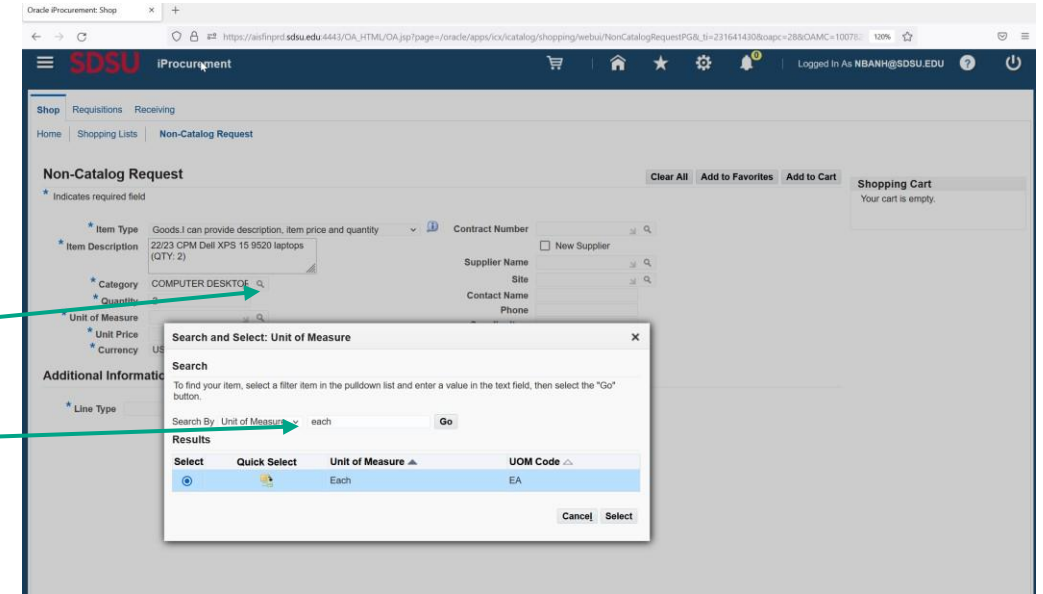 Oracle iProcurement: Shop × +
https://aisfinprd.sdsu.edu:4443/OA_HTML/OA.jsp?page=/oracle/apps/icx/icatalog/shopping/webui/NonCatalogRequestPG&_ti=231641430&oapc=28&OAMC=10078 120%
SDSU iProcurement 0 Logged In As NBANH@SDSU.EDU ?
Shop Requisitions Receiving
Home Shopping Lists Non-Catalog Request
Non-Catalog Request Clear All Add to Favorites Add to Cart Shopping Cart
* Indicates required field Your cart is empty.
* Item Type Goods.I can provide description, item price and quantity Contract Number
* Item Description 22/23 CPM Dell XPS 15 9520 laptops New Supplier
(QTY: 2) Supplier Name
* Category COMPUTER DESKTOP Site
* Quantity Contact Name
* Unit of Measure Phone
* Unit Price
* Currency US
Additional
* Line Type
Search and Select: Unit of Measure ×
Search
To find your item, select a filter item in the pulldown list and enter a value in the text field, then select the "Go"
button.
Search By Unit of Measure each Go
Results
Select Quick Select Unit of Measure UOM Code
Each EA
Cancel Select